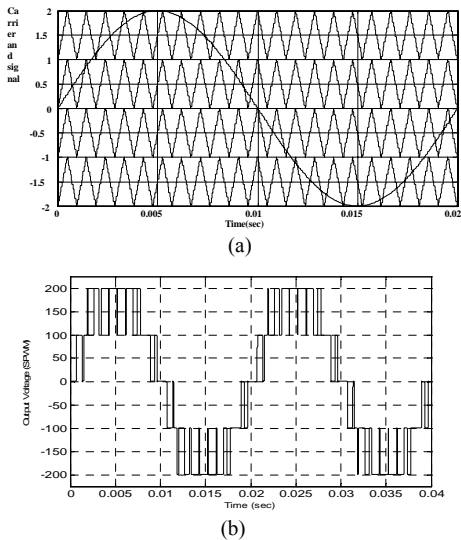 Ca
rri
er
an
d
sig
nal
2
1.5
1
0.5
0
-0.5
-1
-1.5
-2
0
0.005
0.01
0.015
0.02
Time(sec)
(a)
Output Voltage (SPWM)
200
150
100
50
0
-50
-100
-150
-200
0
0.005
0.01
0.015
0.02
0.025
0.03
0.035
0.04
Time (sec)
(b)